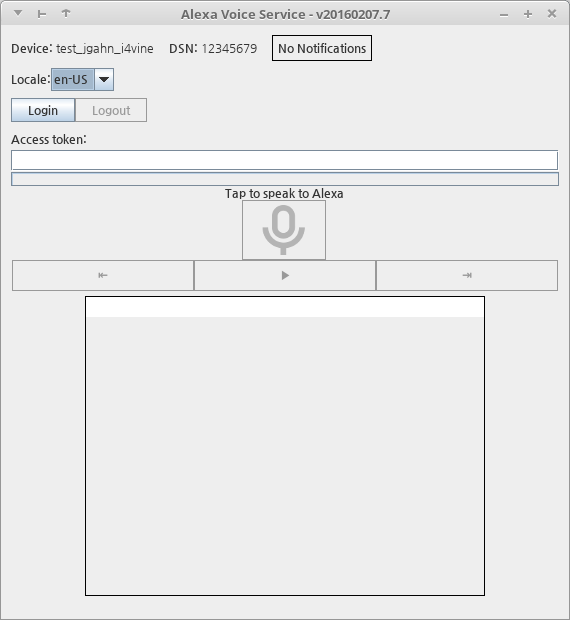 Alexa Voice Service - v20160207.7
Device: test_jgahn_i4vine DSN: 12345679 No Notifications
Locale: en-US
Login Logout
Access token:
Tap to speak to Alexa